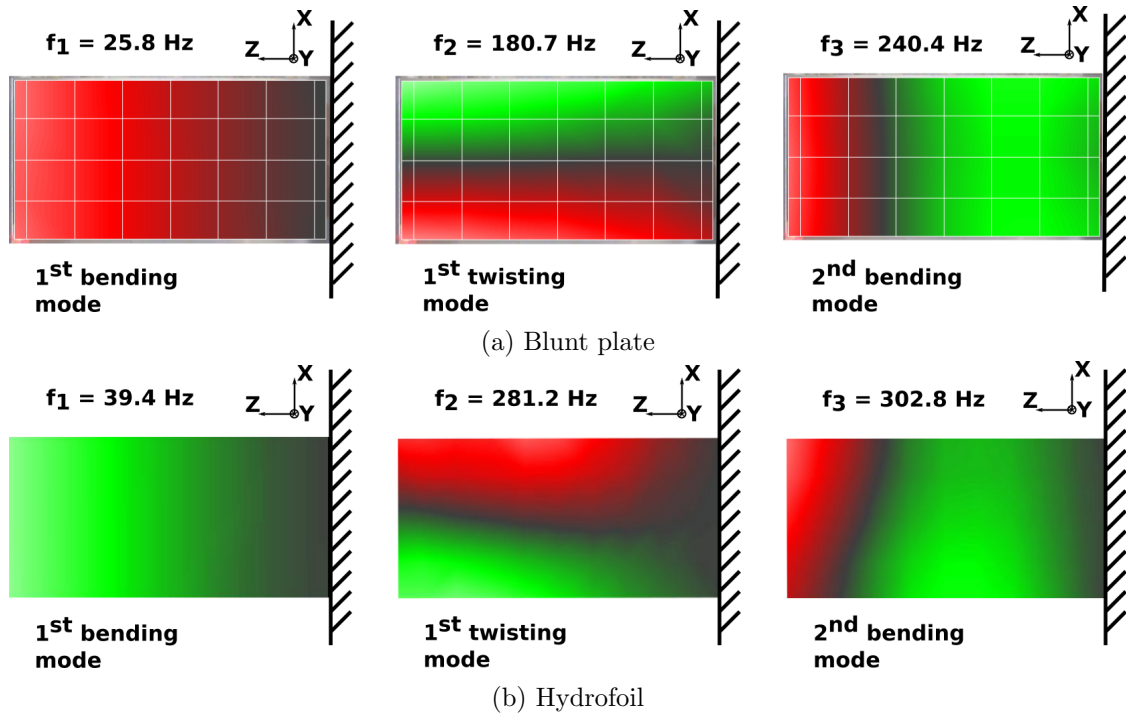 f1 = 25.8 Hz
X
Z
Y
1st bending
mode
f2 = 180.7 Hz
X
Z
Y
1st twisting
mode
f3 = 240.4 Hz
X
Z
Y
2nd bending
mode
(a) Blunt plate
f1 = 39.4 Hz
X
Z
Y
1st bending
mode
f2 = 281.2 Hz
X
Z
Y
1st twisting
mode
f3 = 302.8 Hz
X
Z
Y
2nd bending
mode
(b) Hydrofoil